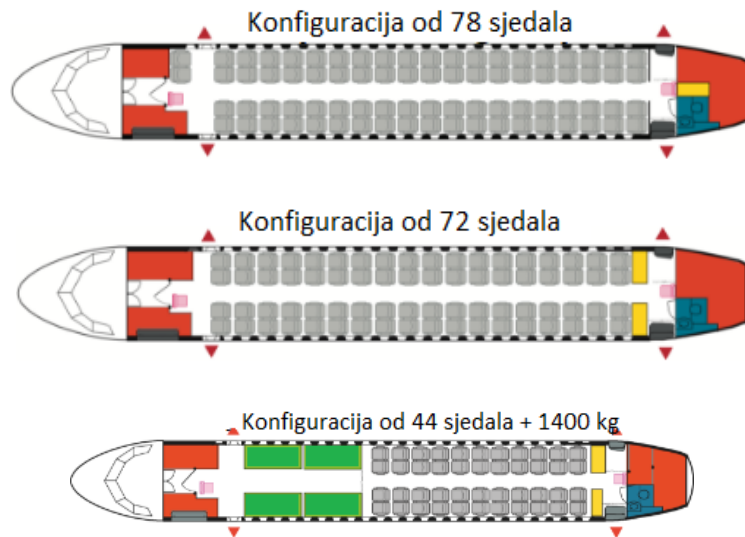 Konfiguracija od 78 sjedala
Konfiguracija od 72 sjedala
Konfiguracija od 44 sjedala + 1400 kg